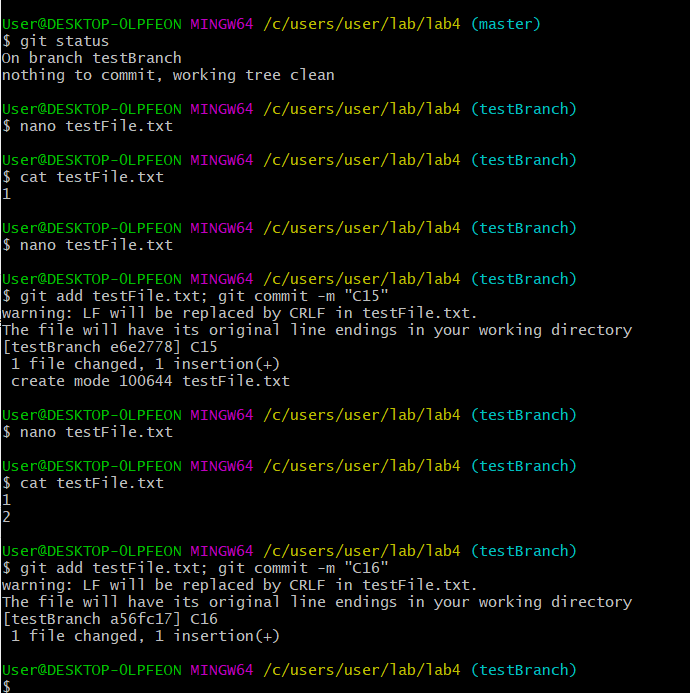 User@DESKTOP-OLPFEON MINGW64 /c/users/user/lab/lab4 (master)
$ git status
On branch testBranch
nothing to commit, working tree clean
User@DESKTOP-OLPFEON MINGW64 /c/users/user/lab/lab4 (testBranch)
$ nano testFile.txt
User@DESKTOP-OLPFEON MINGW64 /c/users/user/lab/lab4 (testBranch)
$ cat testFile.txt
1
User@DESKTOP-OLPFEON MINGW64 /c/users/user/lab/lab4 (testBranch)
$ nano testFile.txt
User@DESKTOP-OLPFEON MINGW64 /c/users/user/lab/lab4 (testBranch)
$ git add testFile.txt; git commit -m "C15"
warning: LF will be replaced by CRLF in testFile.txt.
The file will have its original line endings in your working directory
[testBranch e6e2778] C15
 1 file changed, 1 insertion(+)
 create mode 100644 testFile.txt
User@DESKTOP-OLPFEON MINGW64 /c/users/user/lab/lab4 (testBranch)
$ nano testFile.txt
User@DESKTOP-OLPFEON MINGW64 /c/users/user/lab/lab4 (testBranch)
$ cat testFile.txt
1
2
User@DESKTOP-OLPFEON MINGW64 /c/users/user/lab/lab4 (testBranch)
$ git add testFile.txt; git commit -m "C16"
warning: LF will be replaced by CRLF in testFile.txt.
The file will have its original line endings in your working directory
[testBranch a56fc17] C16
 1 file changed, 1 insertion(+)
User@DESKTOP-OLPFEON MINGW64 /c/users/user/lab/lab4 (testBranch)
$